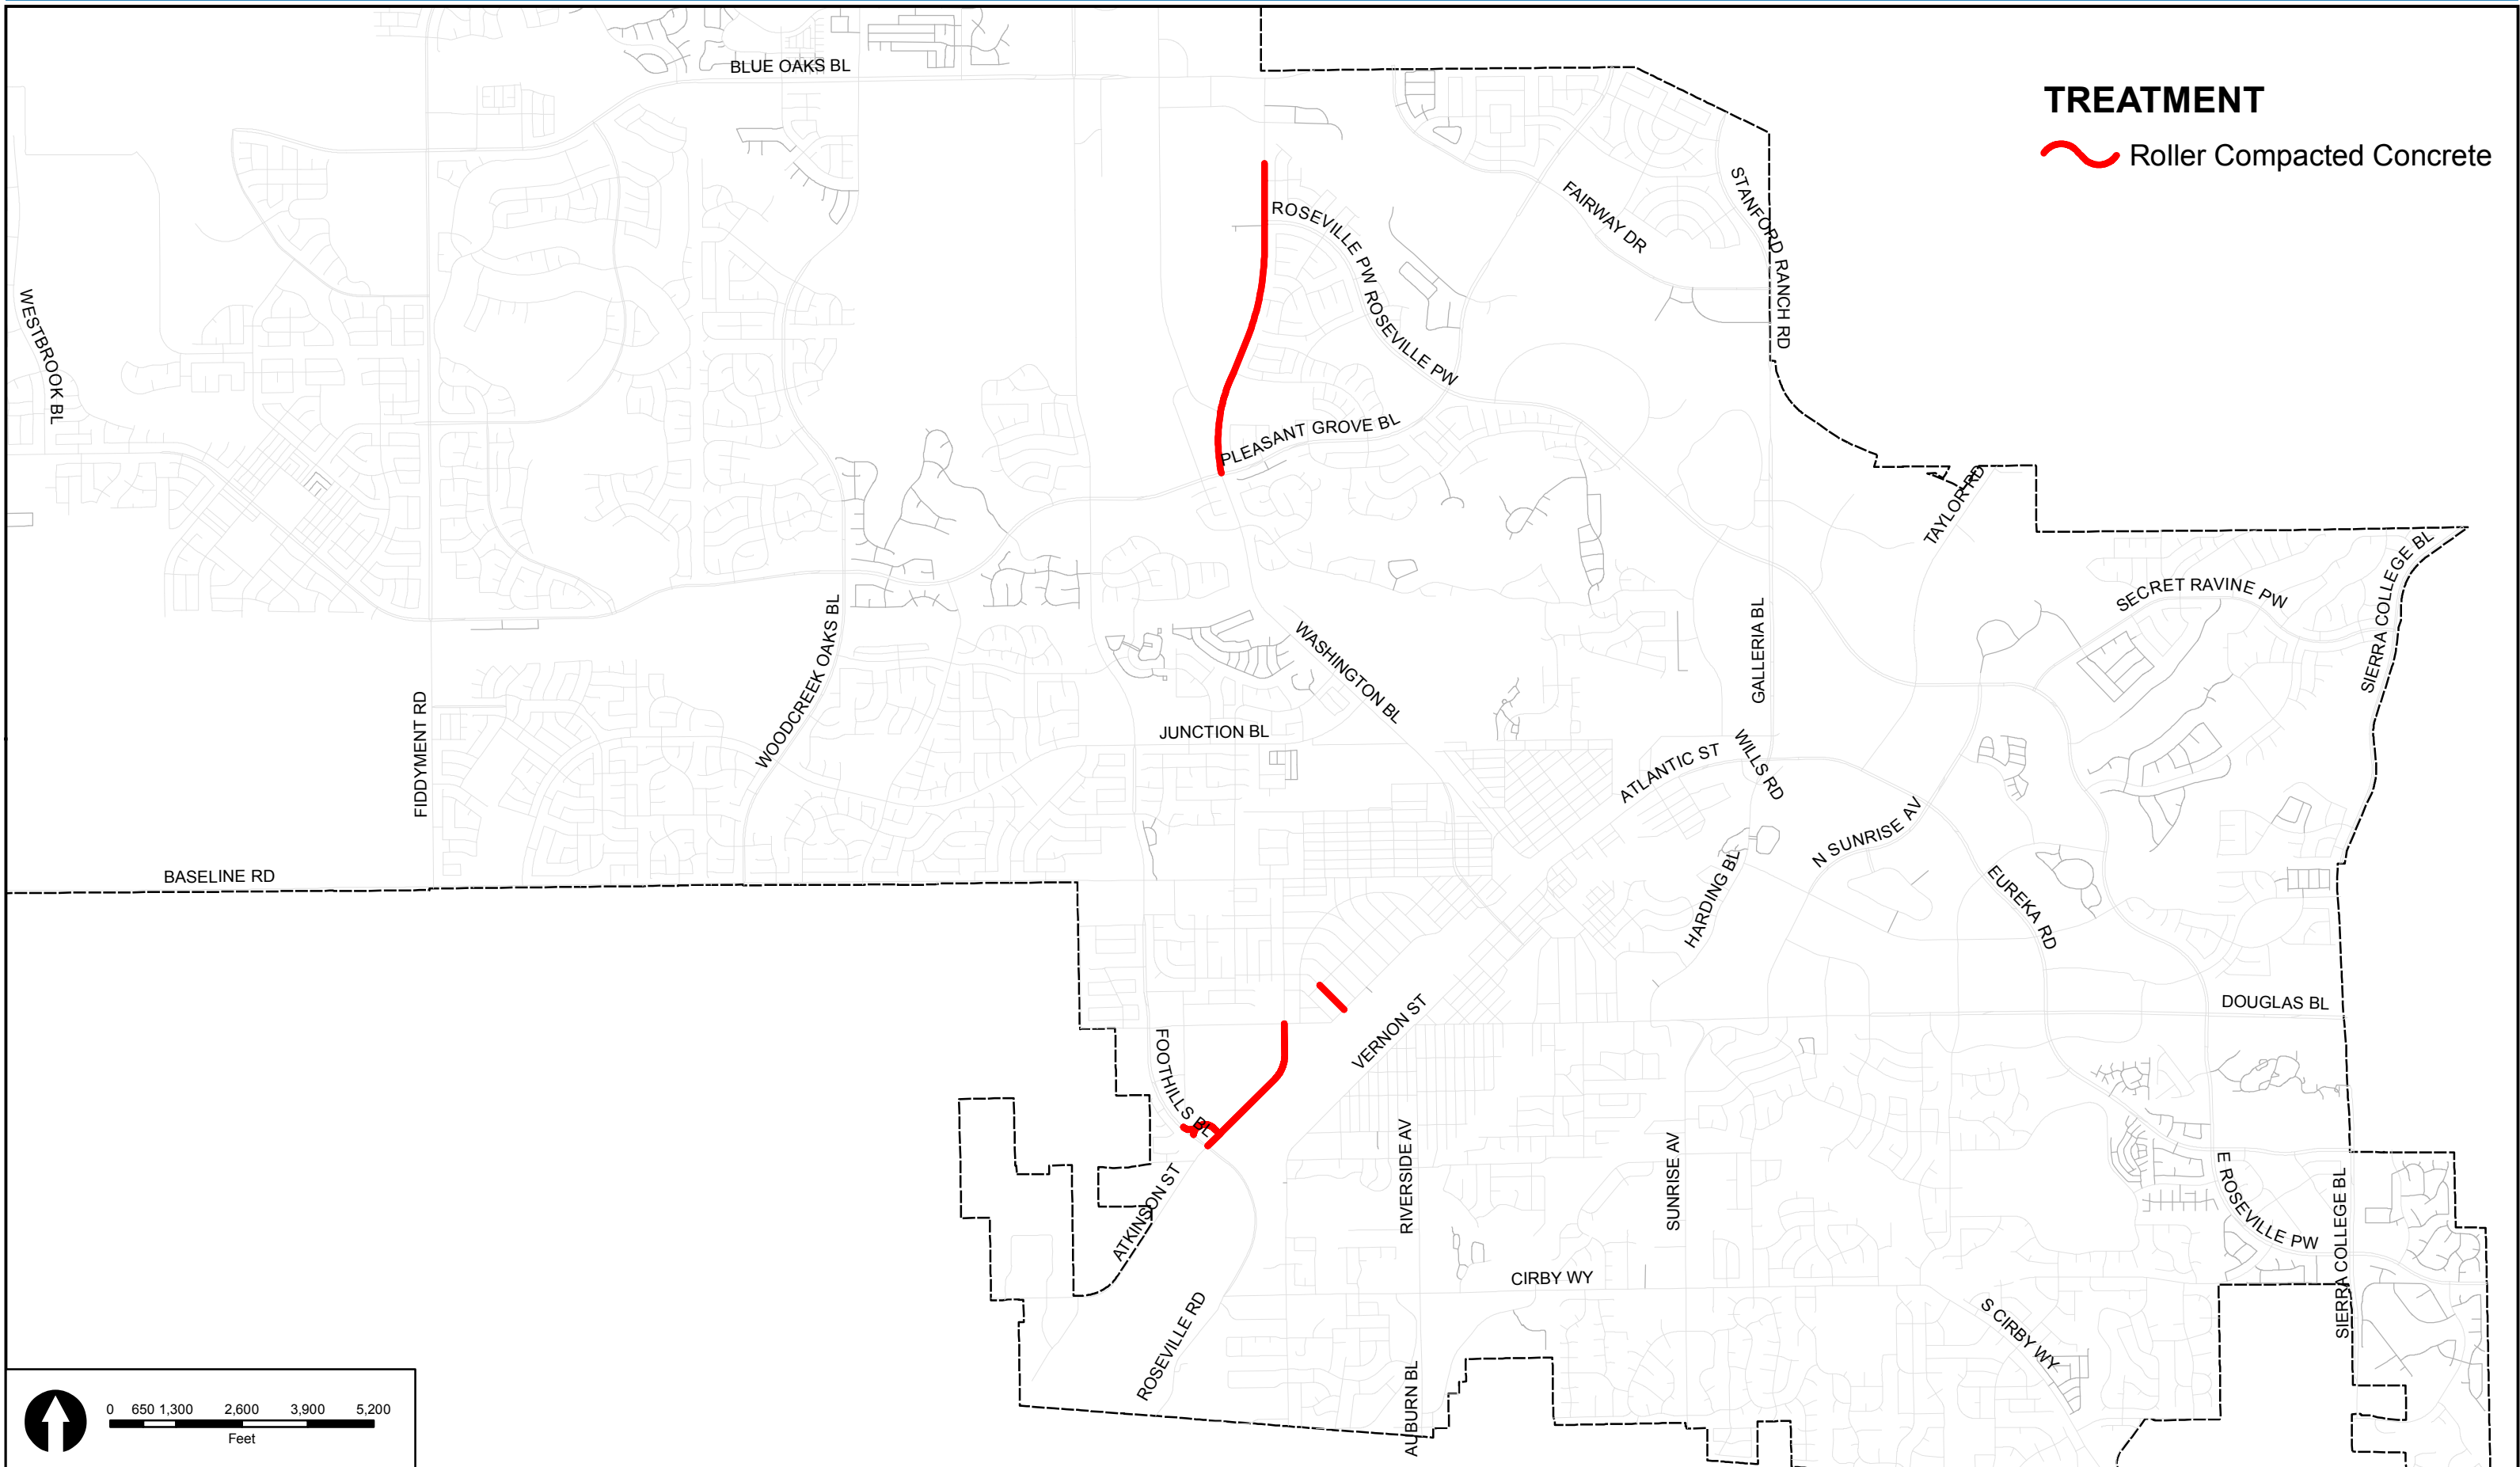 BLUE OAKS BL
TREATMENT
Roller Compacted Concrete
STANFORD RANCH RD
FAIRWAY DR
ROSEVILLE PW
ROSEVILLE PW
WESTBROOK BL
PLEASANT GROVE BL
TAYLOR RD
SIERRA COLLEGE BL
SECRET RAVINE PW
WOODCREEK OAKS BL
WASHINGTON BL
GALLERIA BL
FIDDYMENT RD
JUNCTION BL
ATLANTIC ST
WILLS RD
N SUNRISE AV
HARDING BL
EUREKA RD
BASELINE RD
DOUGLAS BL
VERNON ST
FOOTHILLS BL
RIVERSIDE AV
SUNRISE AV
ATKINSON ST
E ROSEVILLE PW
SIERRA COLLEGE BL
CIRBY WY
S CIRBY WY
ROSEVILLE RD
AUBURN BL
0 650 1,300 2,600 3,900 5,200
Feet